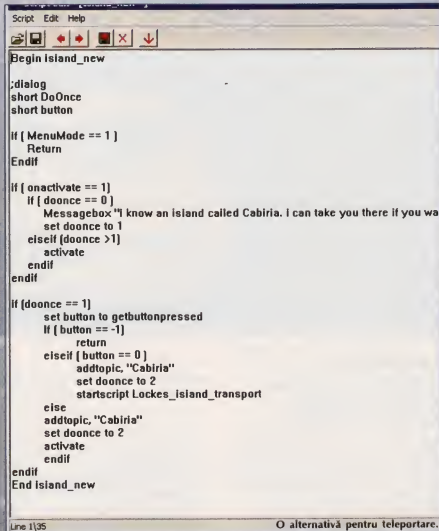 Script Edit Help
Begin island_new
;dialog
short DoOnce
short button
If ( MenuMode == 1 )
Return
Endif
If ( onactivate == 1)
if ( doonce == 0 )
Messagebox "I know an island called Cabiria. I can take you there if you wa
set doonce to 1
elseif (doonce >1)
activate
endif
endif
If (doonce == 1)
set button to getbuttonpressed
If ( button == -1)
return
elseif ( button == 0 )
addtopic, "Cabiria"
set doonce to 2
startscript Lockes_island_transport
else
addtopic, "Cabiria"
set doonce to 2
activate
endif
endif
End island_new
Line 1\35
O alternativă pentru teleportare.